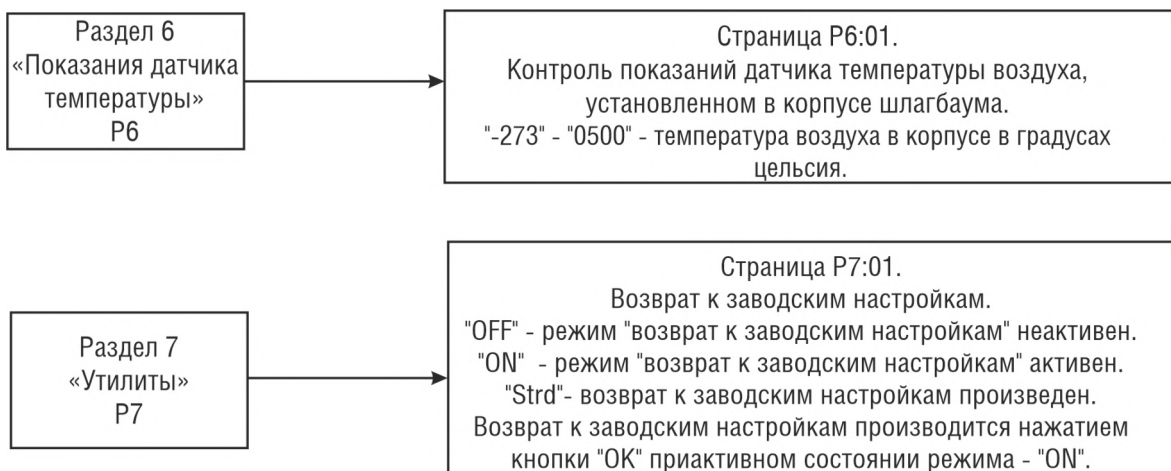 Раздел 6
«Показания датчика
температуры»
P6
Страница P6:01.
Контроль показаний датчика температуры воздуха,
установленном в корпусе шлагбаума.
"-273" - "0500" - температура воздуха в корпусе в градусах
цельсия.
Раздел 7
«Утилиты»
P7
Страница P7:01.
Возврат к заводским настройкам.
"OFF" - режим "возврат к заводским настройкам" неактивен.
"ON" - режим "возврат к заводским настройкам" активен.
"Strd"- возврат к заводским настройкам произведен.
Возврат к заводским настройкам производится нажатием
кнопки "OK" приактивном состоянии режима - "ON".